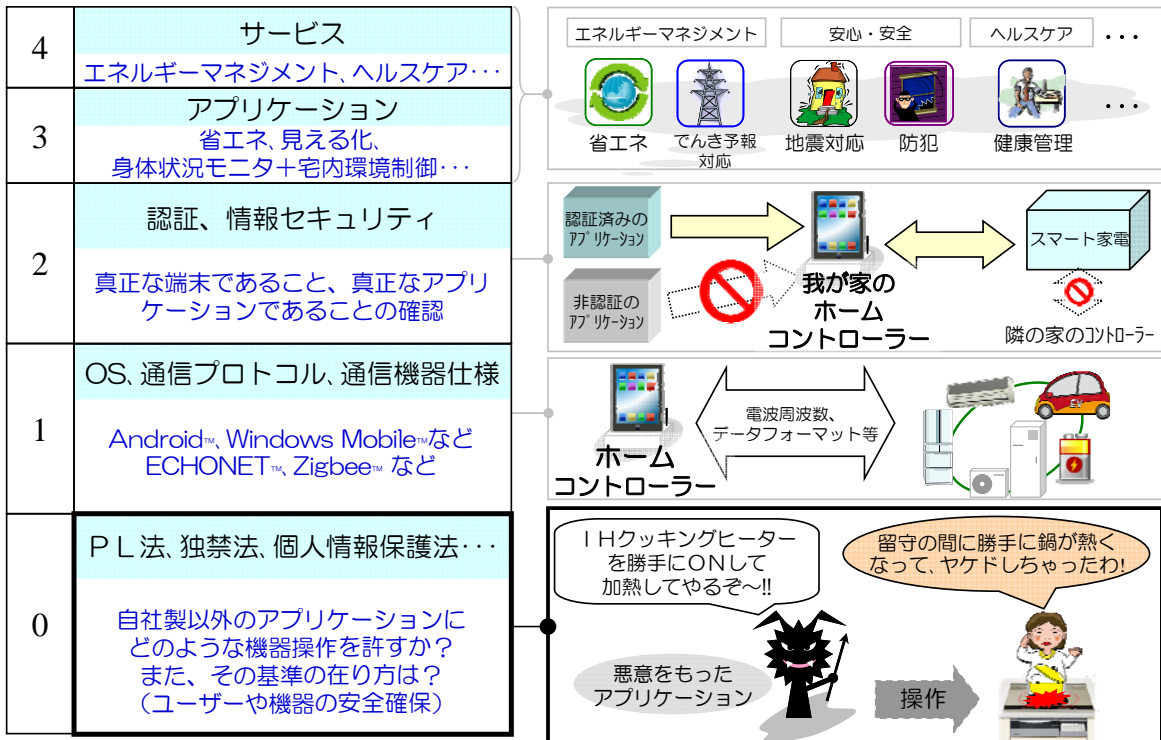 4
サービス
エネルギーマネジメント、ヘルスケア･･･
3
アプリケーション
省エネ、見える化、
身体状況モニタ＋宅内環境制御･･･
エネルギーマネジメント
安心・安全
ヘルスケア
･･･
省エネ
でんき予報
対応
地震対応
防犯
健康管理
･･･
2
認証、情報セキュリティ
真正な端末であること、真正なアプリ
ケーションであることの確認
認証済みの
ｱﾌﾟﾘｹｰｼｮﾝ
非認証の
ｱﾌﾟﾘｹｰｼｮﾝ
我が家の
ホーム
コントローラー
スマート家電
隣の家のｺﾝﾄﾛｰﾗｰ
1
OS、通信プロトコル、通信機器仕様
Android™、Windows Mobile™など
ECHONET™、Zigbee™ など
ホーム
コントローラー
電波周波数、
データフォーマット等
EV
0
ＰＬ法、独禁法、個人情報保護法･･･
自社製以外のアプリケーションに
どのような機器操作を許すか？
また、その基準の在り方は？
（ユーザーや機器の安全確保）
ＩＨクッキングヒーター
を勝手にＯＮして
加熱してやるぞ～!!
悪意をもった
アプリケーション
操作
留守の間に勝手に鍋が熱く
なって、ヤケドしちゃったわ!